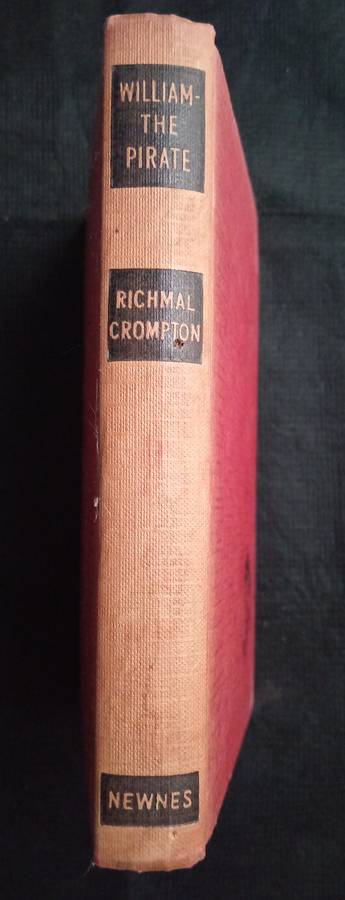 WILLIAM-
THE
PIRATE
RICHMAL
CROMPTON
NEWNES